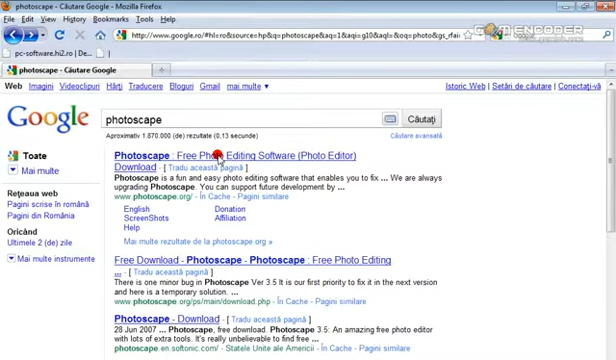 photoscape - Căutare Google - Mozilla Firefox
File Edit View History Bookmarks Tools Help
GOM ENCODER
http://www.google.ro/#hl=ro&source=hp&q=photoscape&aq=1&aqi=g10&aql=&oq=photo&gs_rfai=
pc-software.hi2.ro | Dec...
photoscape - Căutare Google
Web Imagini Videoclipuri Hărţi Traducere Bloguri Gmail mai multe ▼ Istoric Web | Setări de căutare | Conectaţi-vă
Google photoscape Căutaţi
Aproximativ 1.870.000 (de) rezultate (0,13 secunde) Căutare avansată
Toate
Mai multe
Reţeaua web
Pagini scrise în română
Pagini din România
Oricând
Ultimele 2 (de) zile
Mai multe instrumente
Photoscape : Free Photo Editing Software (Photo Editor)
Download - [ Tradu această pagină ]
Photoscape is a fun and easy photo editing software that enables you to fix ... We are always
upgrading Photoscape. You can support future development by ...
www.photoscape.org/ - În Cache - Pagini similare
English Donation
ScreenShots Affiliation
Help
Mai multe rezultate de la photoscape.org »
Free Download - Photoscape - Photoscape : Free Photo Editing
... - [ Tradu această pagină ]
There is one minor bug in Photoscape Ver 3.5 It is our first priority to fix it in the next version
and here is a temporary solution. ...
www.photoscape.org/ps/main/download.php - În Cache - Pagini similare
Photoscape - Download - [ Tradu această pagină ]
28 Jun 2007 ... Photoscape, free download. Photoscape 3.5: An amazing free photo editor
with lots of extra tools. It's really unbelievable to find free...
photoscape.en.softonic.com/ - Statele Unite ale Americii - În Cache - Pagini similare